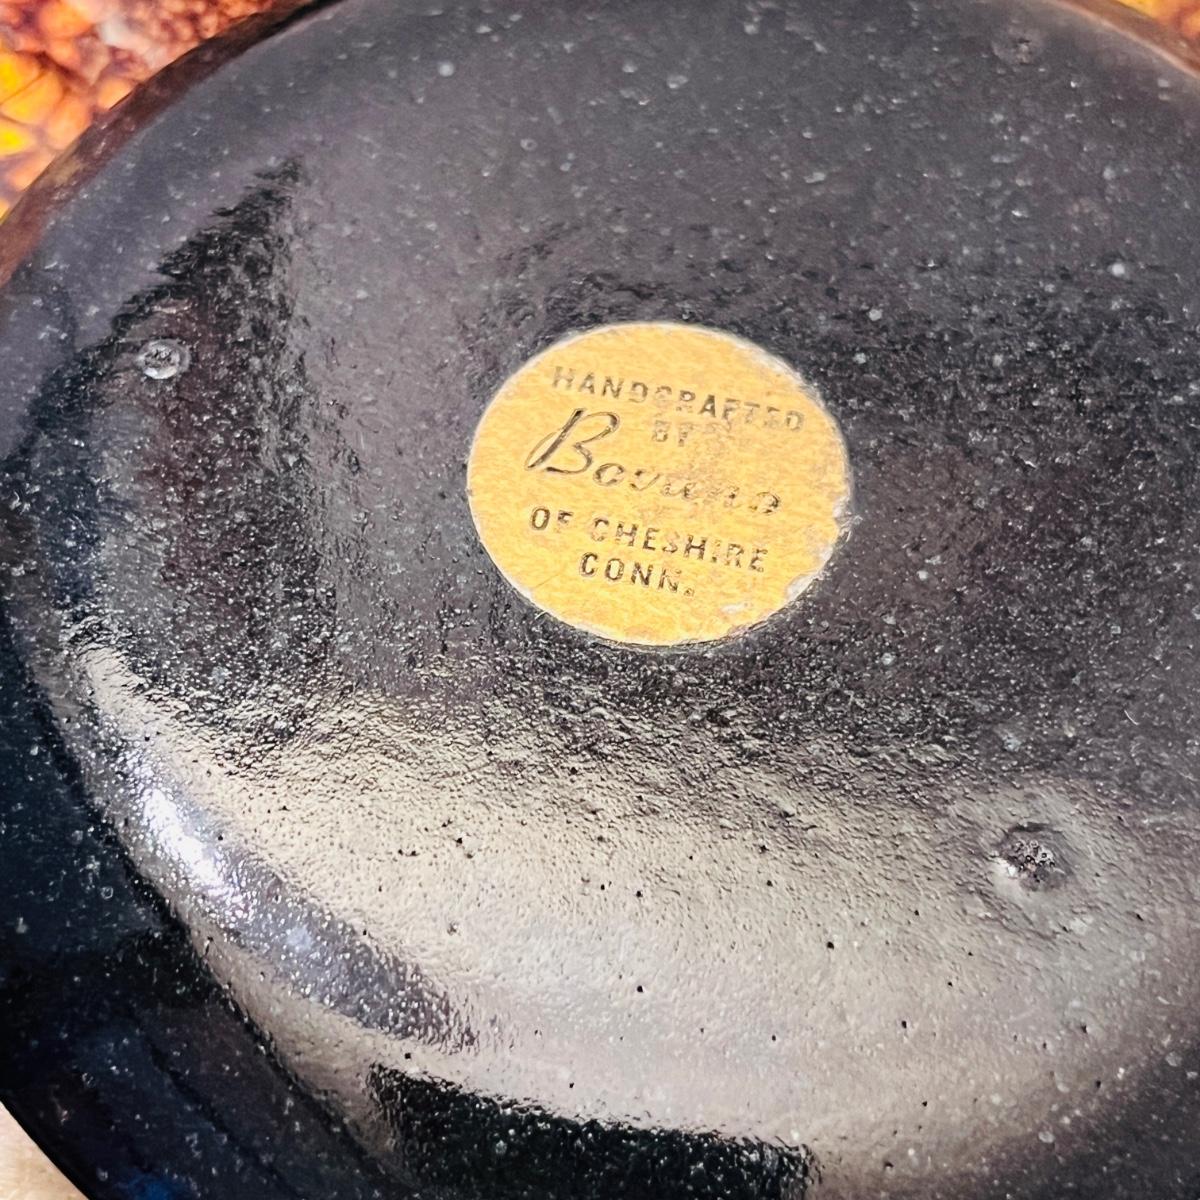 HANDCRAFTED
BY
Bovano
OF CHESHIRE
CONN.